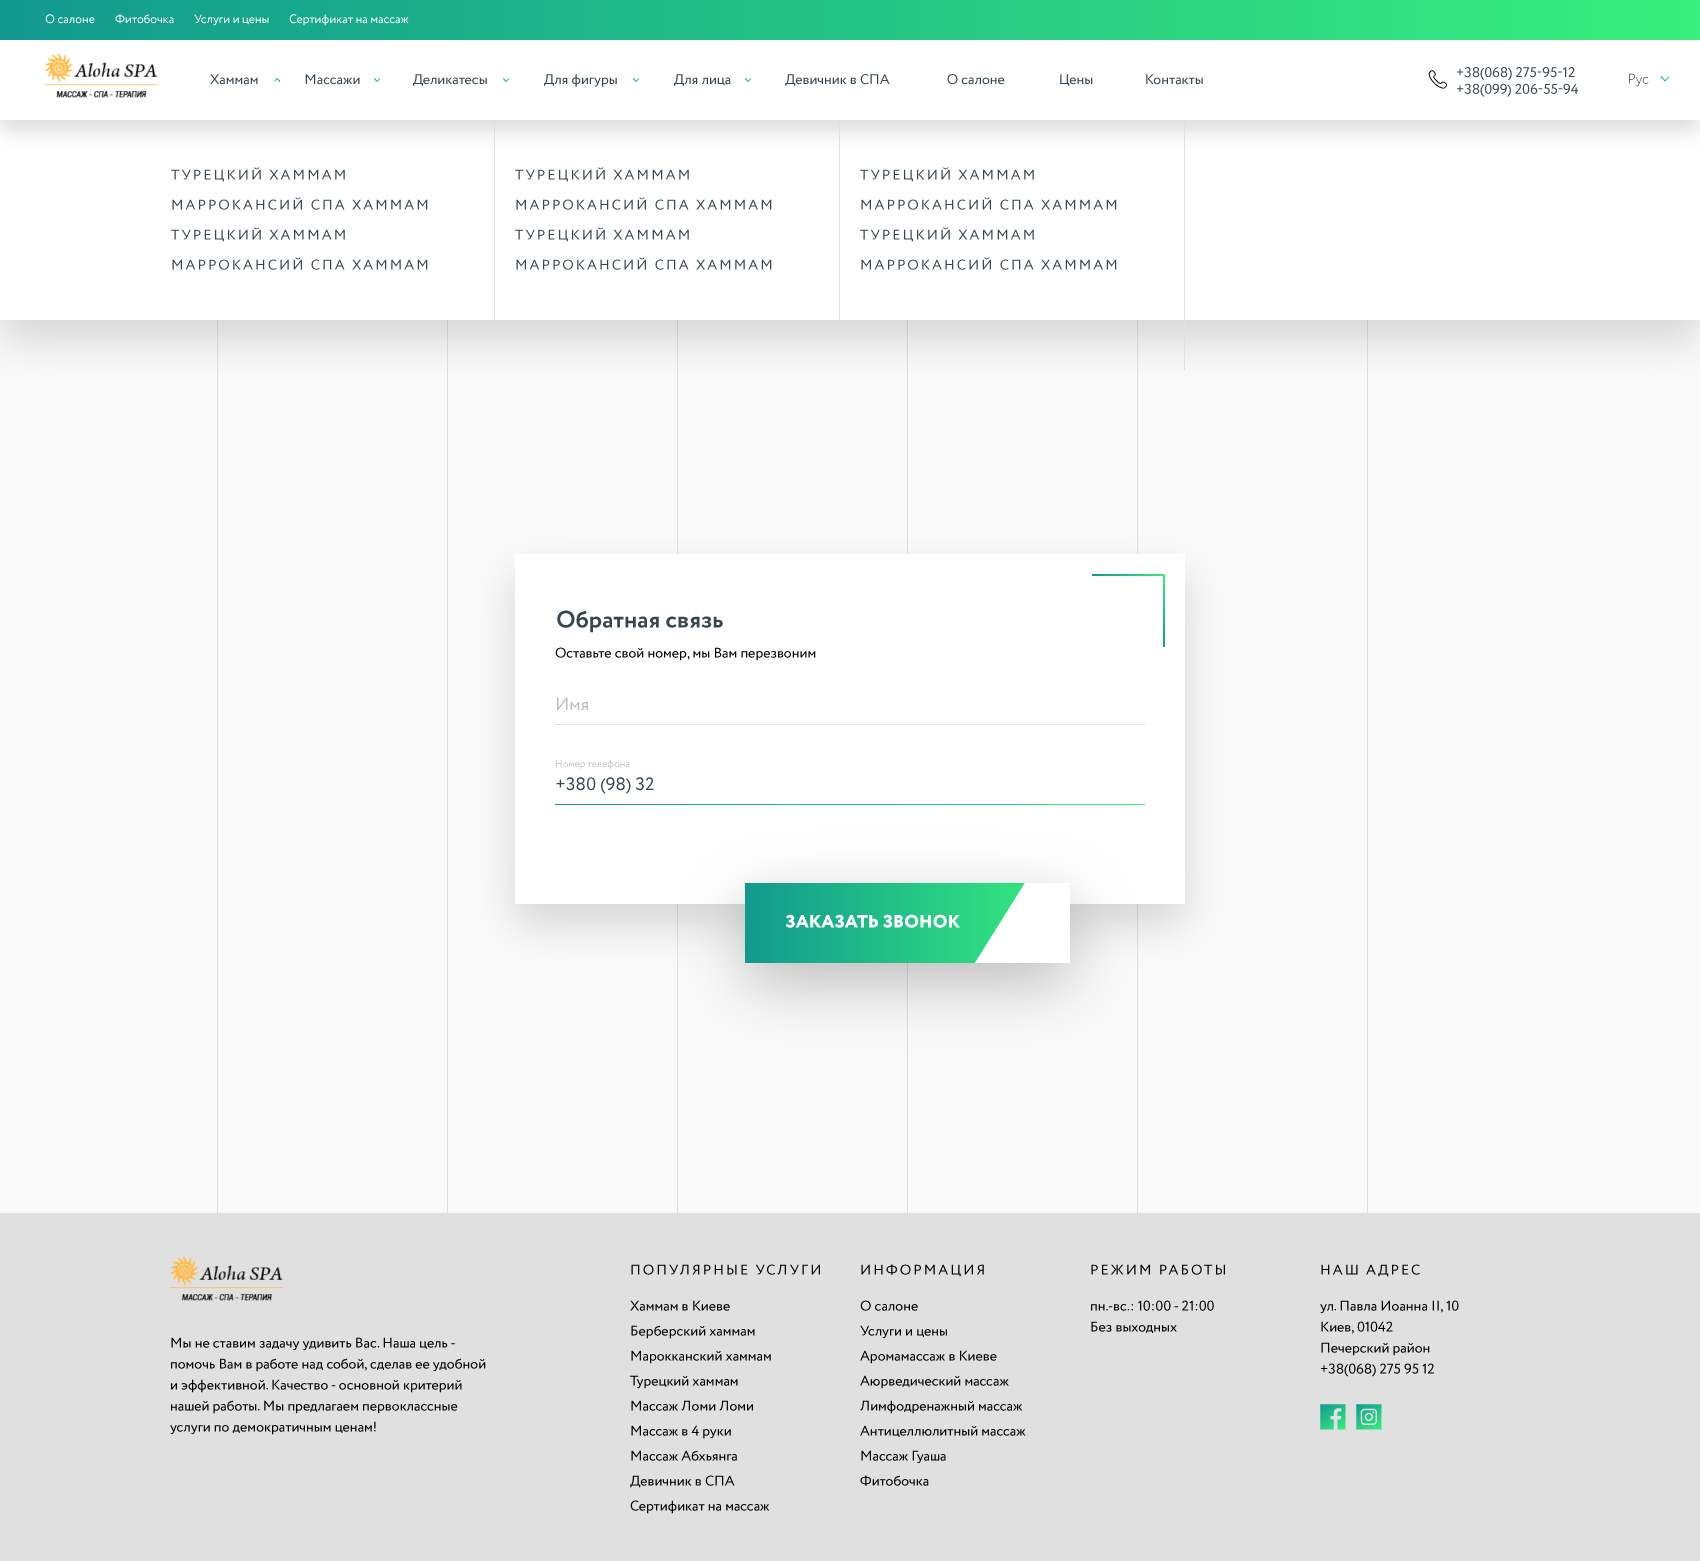 О салоне Фитобочка Услуги и цены Сертификат на массаж
Aloha SPA
МАССАЖ - СПА - ТЕРАПИЯ
Хаммам Массажи Деликатесы Для фигуры Для лица Девичник в СПА О салоне Цены Контакты
+38(068) 275-95-12
+38(099) 206-55-94
Рус
ТУРЕЦКИЙ ХАММАМ
МАРРОКАНСИЙ СПА ХАММАМ
ТУРЕЦКИЙ ХАММАМ
МАРРОКАНСИЙ СПА ХАММАМ
ТУРЕЦКИЙ ХАММАМ
МАРРОКАНСИЙ СПА ХАММАМ
ТУРЕЦКИЙ ХАММАМ
МАРРОКАНСИЙ СПА ХАММАМ
ТУРЕЦКИЙ ХАММАМ
МАРРОКАНСИЙ СПА ХАММАМ
ТУРЕЦКИЙ ХАММАМ
МАРРОКАНСИЙ СПА ХАММАМ
Обратная связь
Оставьте свой номер, мы Вам перезвоним
Имя
Номер телефона
+380 (98) 32
ЗАКАЗАТЬ ЗВОНОК
Aloha SPA
МАССАЖ - СПА - ТЕРАПИЯ
Мы не ставим задачу удивить Вас. Наша цель -
помочь Вам в работе над собой, сделав ее удобной
и эффективной. Качество - основной критерий
нашей работы. Мы предлагаем первоклассные
услуги по демократичным ценам!
ПОПУЛЯРНЫЕ УСЛУГИ
Хаммам в Киеве
Берберский хаммам
Марокканский хаммам
Турецкий хаммам
Массаж Ломи Ломи
Массаж в 4 руки
Массаж Абхьянга
Девичник в СПА
Сертификат на массаж
ИНФОРМАЦИЯ
О салоне
Услуги и цены
Аромамассаж в Киеве
Аюрведический массаж
Лимфодренажный массаж
Антицеллюлитный массаж
Массаж Гуаша
Фитобочка
РЕЖИМ РАБОТЫ
пн.-вс.: 10:00 - 21:00
Без выходных
НАШ АДРЕС
ул. Павла Иоанна II, 10
Киев, 01042
Печерский район
+38(068) 275 95 12